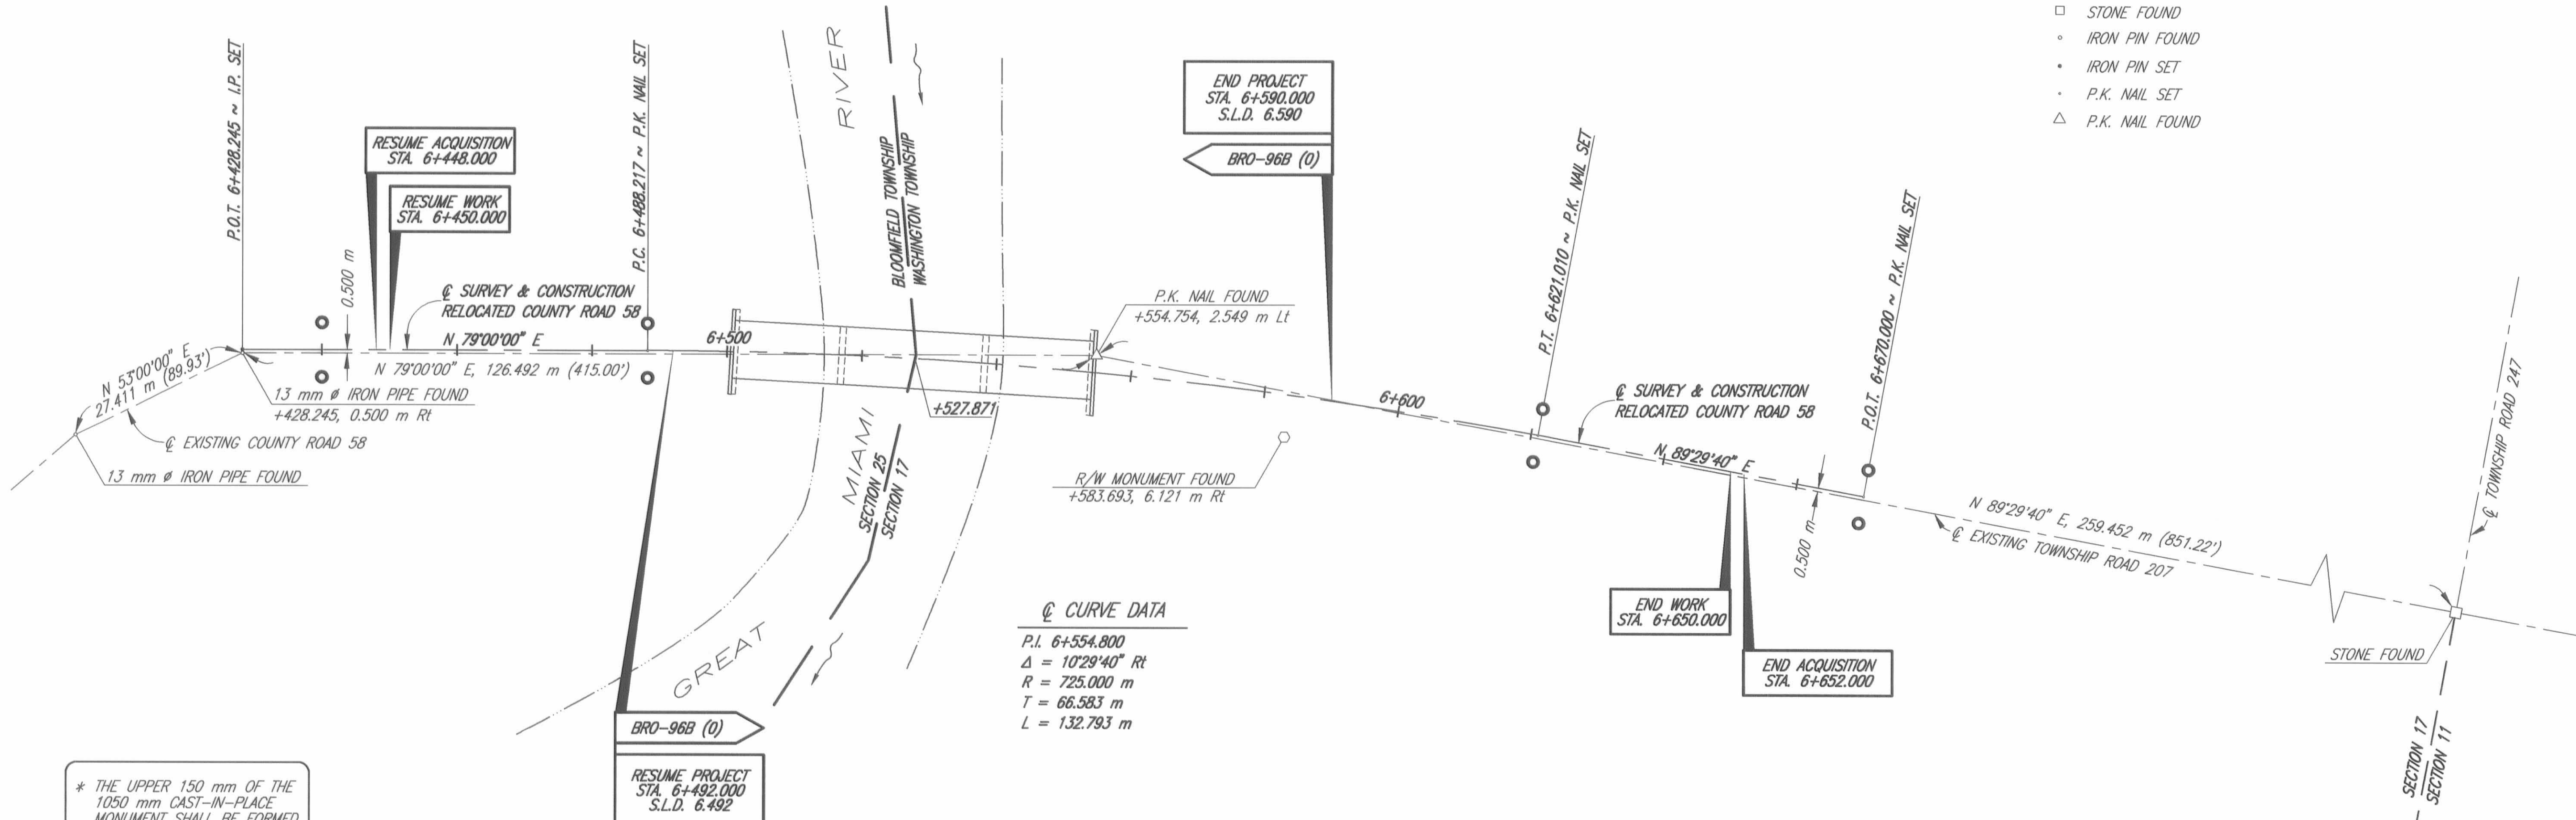 STONE FOUND
IRON PIN FOUND
IRON PIN SET
P.K. NAIL SET
P.K. NAIL FOUND
P.O.T. 6+428.245 ~ I.P. SET
RESUME ACQUISITION
STA. 6+448.000
RESUME WORK
STA. 6+450.000
0.500 m
P.C. 6+488.217 ~ P.K. NAIL SET
℄ SURVEY & CONSTRUCTION
RELOCATED COUNTY ROAD 58
N 79°00'00" E
N 79°00'00" E, 126.492 m (415.00')
6+500
N 53°00'00" E
27.411 m (89.93')
13 mm ø IRON PIPE FOUND
+428.245, 0.500 m Rt
℄ EXISTING COUNTY ROAD 58
13 mm ø IRON PIPE FOUND
RIVER
MIAMI
GREAT
BLOOMFIELD TOWNSHIP
WASHINGTON TOWNSHIP
+527.871
SECTION 25
SECTION 17
END PROJECT
STA. 6+590.000
S.L.D. 6.590
BRO-96B (0)
P.K. NAIL FOUND
+554.754, 2.549 m Lt
R/W MONUMENT FOUND
+583.693, 6.121 m Rt
6+600
P.T. 6+621.010 ~ P.K. NAIL SET
P.O.T. 6+670.000 ~ P.K. NAIL SET
℄ SURVEY & CONSTRUCTION
RELOCATED COUNTY ROAD 58
N 89°29'40" E
0.500 m
N 89°29'40" E, 259.452 m (851.22')
℄ EXISTING TOWNSHIP ROAD 207
℄ TOWNSHIP ROAD 247
END WORK
STA. 6+650.000
END ACQUISITION
STA. 6+652.000
STONE FOUND
SECTION 17
SECTION 11
℄ CURVE DATA
P.I. 6+554.800
Δ = 10°29'40" Rt
R = 725.000 m
T = 66.583 m
L = 132.793 m
BRO-96B (0)
RESUME PROJECT
STA. 6+492.000
S.L.D. 6.492
* THE UPPER 150 mm OF THE
1050 mm CAST-IN-PLACE
MONUMENT SHALL BE FORMED